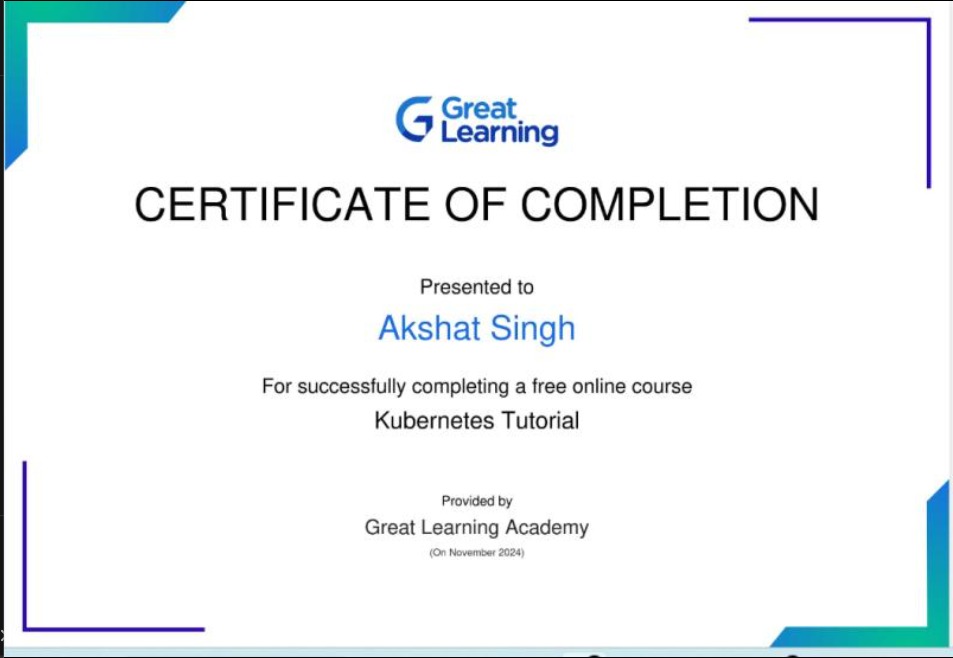 Great
Learning
CERTIFICATE OF COMPLETION
Presented to
Akshat Singh
For successfully completing a free online course
Kubernetes Tutorial
Provided by
Great Learning Academy
(On November 2024)